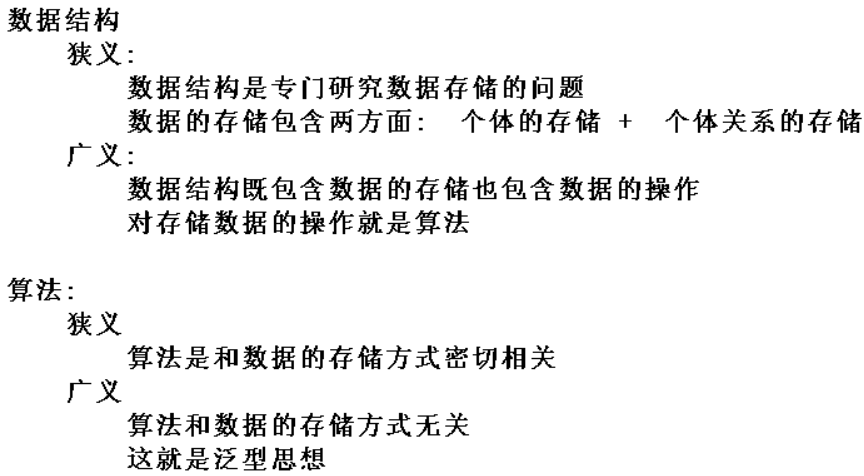 数据结构
狭义:
数据结构是专门研究数据存储的问题
数据的存储包含两方面: 个体的存储 + 个体关系的存储
广义:
数据结构既包含数据的存储也包含数据的操作
对存储数据的操作就是算法
算法:
狭义
算法是和数据的存储方式密切相关
广义
算法和数据的存储方式无关
这就是泛型思想